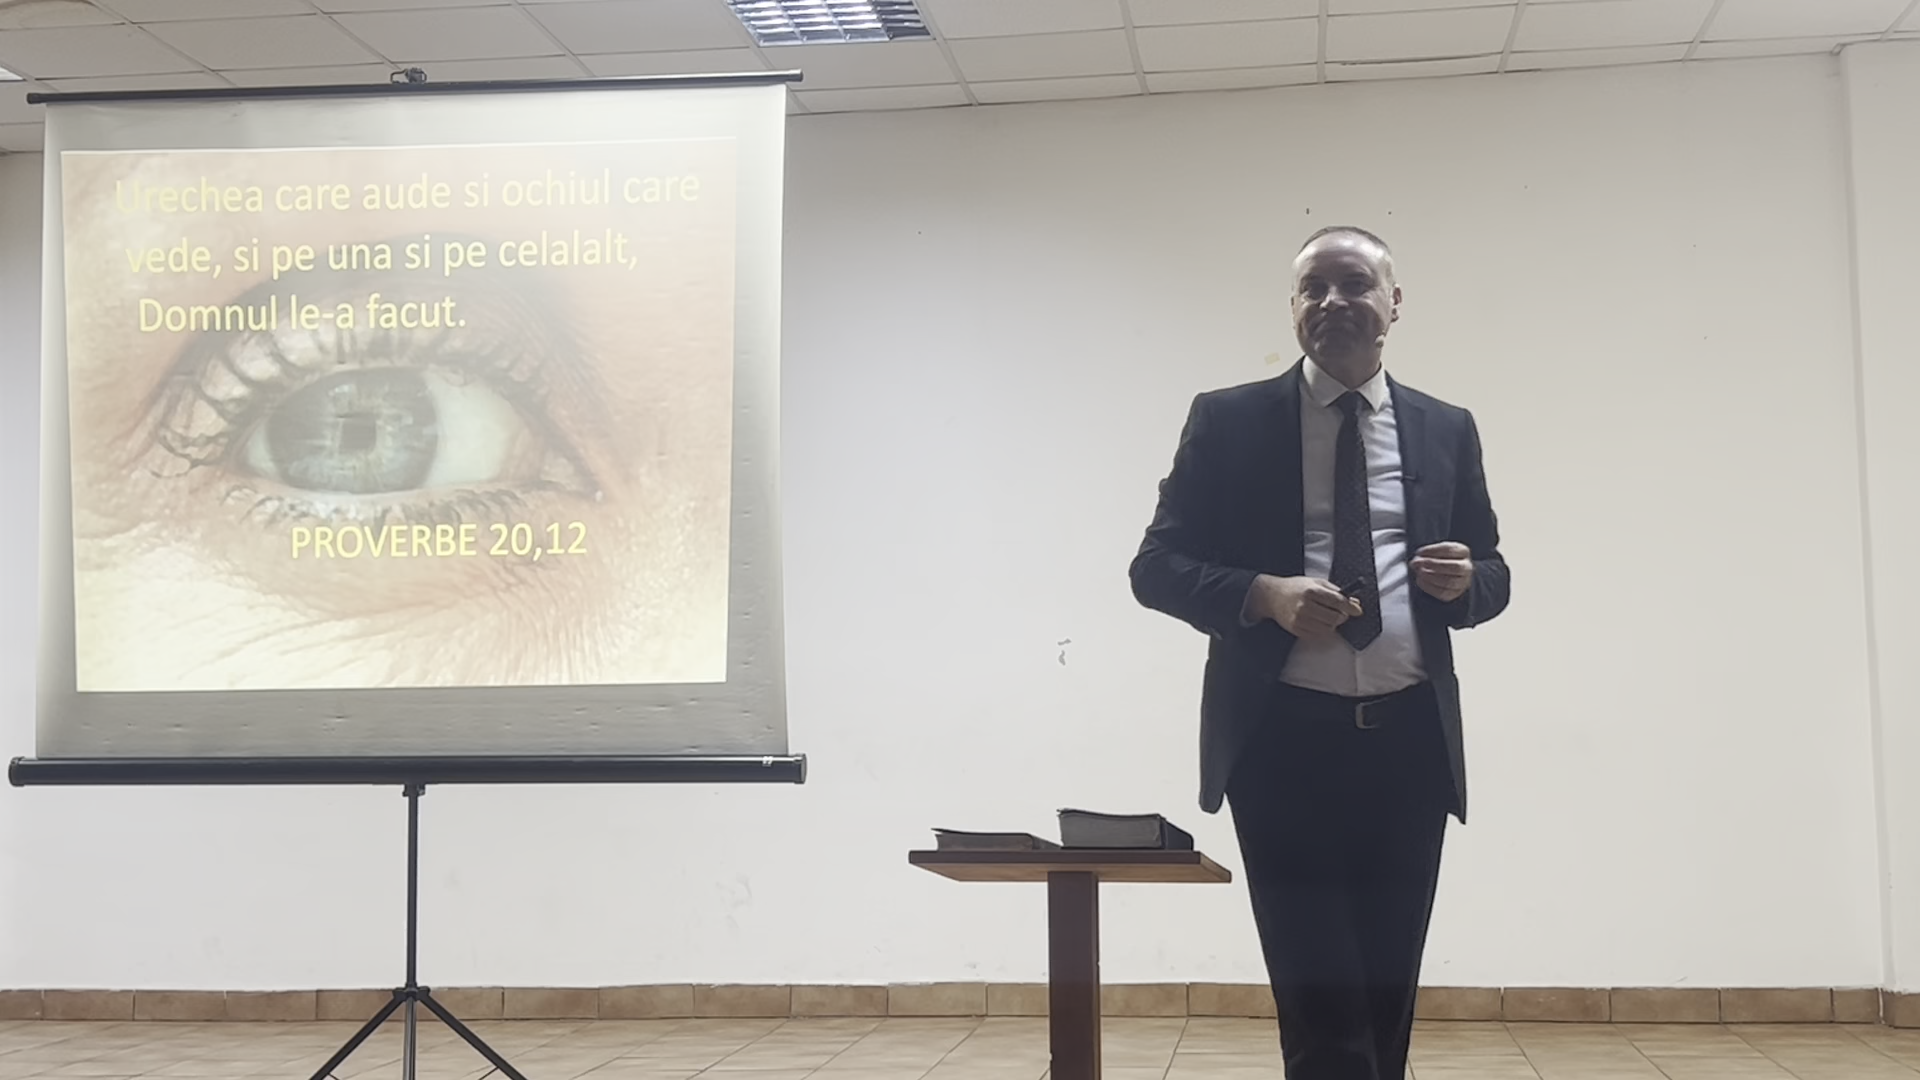 Urechea care aude si ochiul care
vede, si pe una si pe celalalt,
Domnul le-a facut.
PROVERBE 20,12